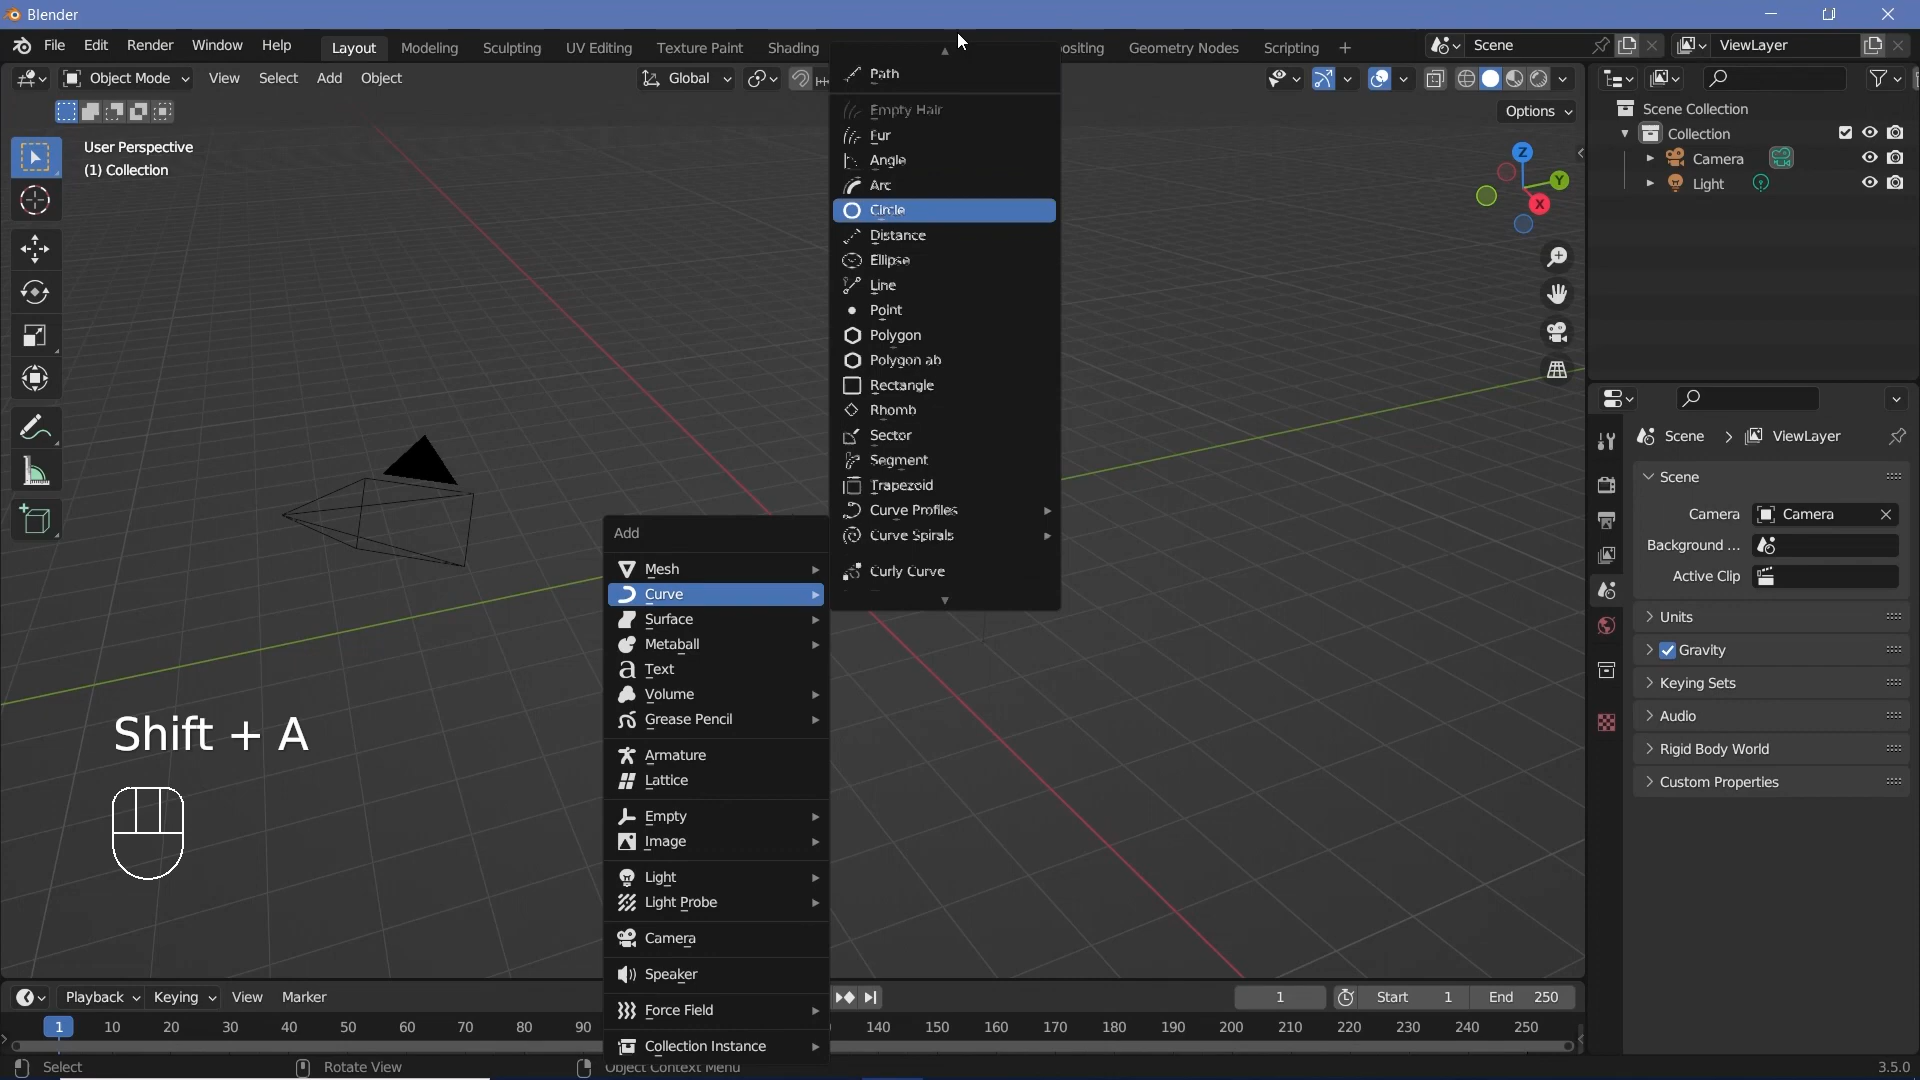 Blender
File Edit Render Window Help
Layout Modeling Sculpting UV Editing Texture Paint Shading ositing Geometry Nodes Scripting +
Scene
ViewLayer
Object Mode View Select Add Object
Global
Options
User Perspective
(1) Collection
Z
Y
X
Path
Empty Hair
Fur
Angle
Arc
Circle
Distance
Ellipse
Line
Point
Polygon
Polygon ab
Rectangle
Rhomb
Sector
Segment
Trapezoid
Curve Profiles
Curve Spirals
Curly Curve
Add
Mesh
Curve
Surface
Metaball
Text
Volume
Grease Pencil
Armature
Lattice
Empty
Image
Light
Light Probe
Camera
Speaker
Force Field
Collection Instance
Shift + A
Scene Collection
Collection
Camera
Light
Scene > ViewLayer
Scene
Camera Camera
Background ...
Active Clip
Units
Gravity
Keying Sets
Audio
Rigid Body World
Custom Properties
Playback Keying View Marker
1 Start 1 End 250
1 10 20 30 40 50 60 70 80 90 140 150 160 170 180 190 200 210 220 230 240 250
Select Rotate View Object Context Menu 3.5.0